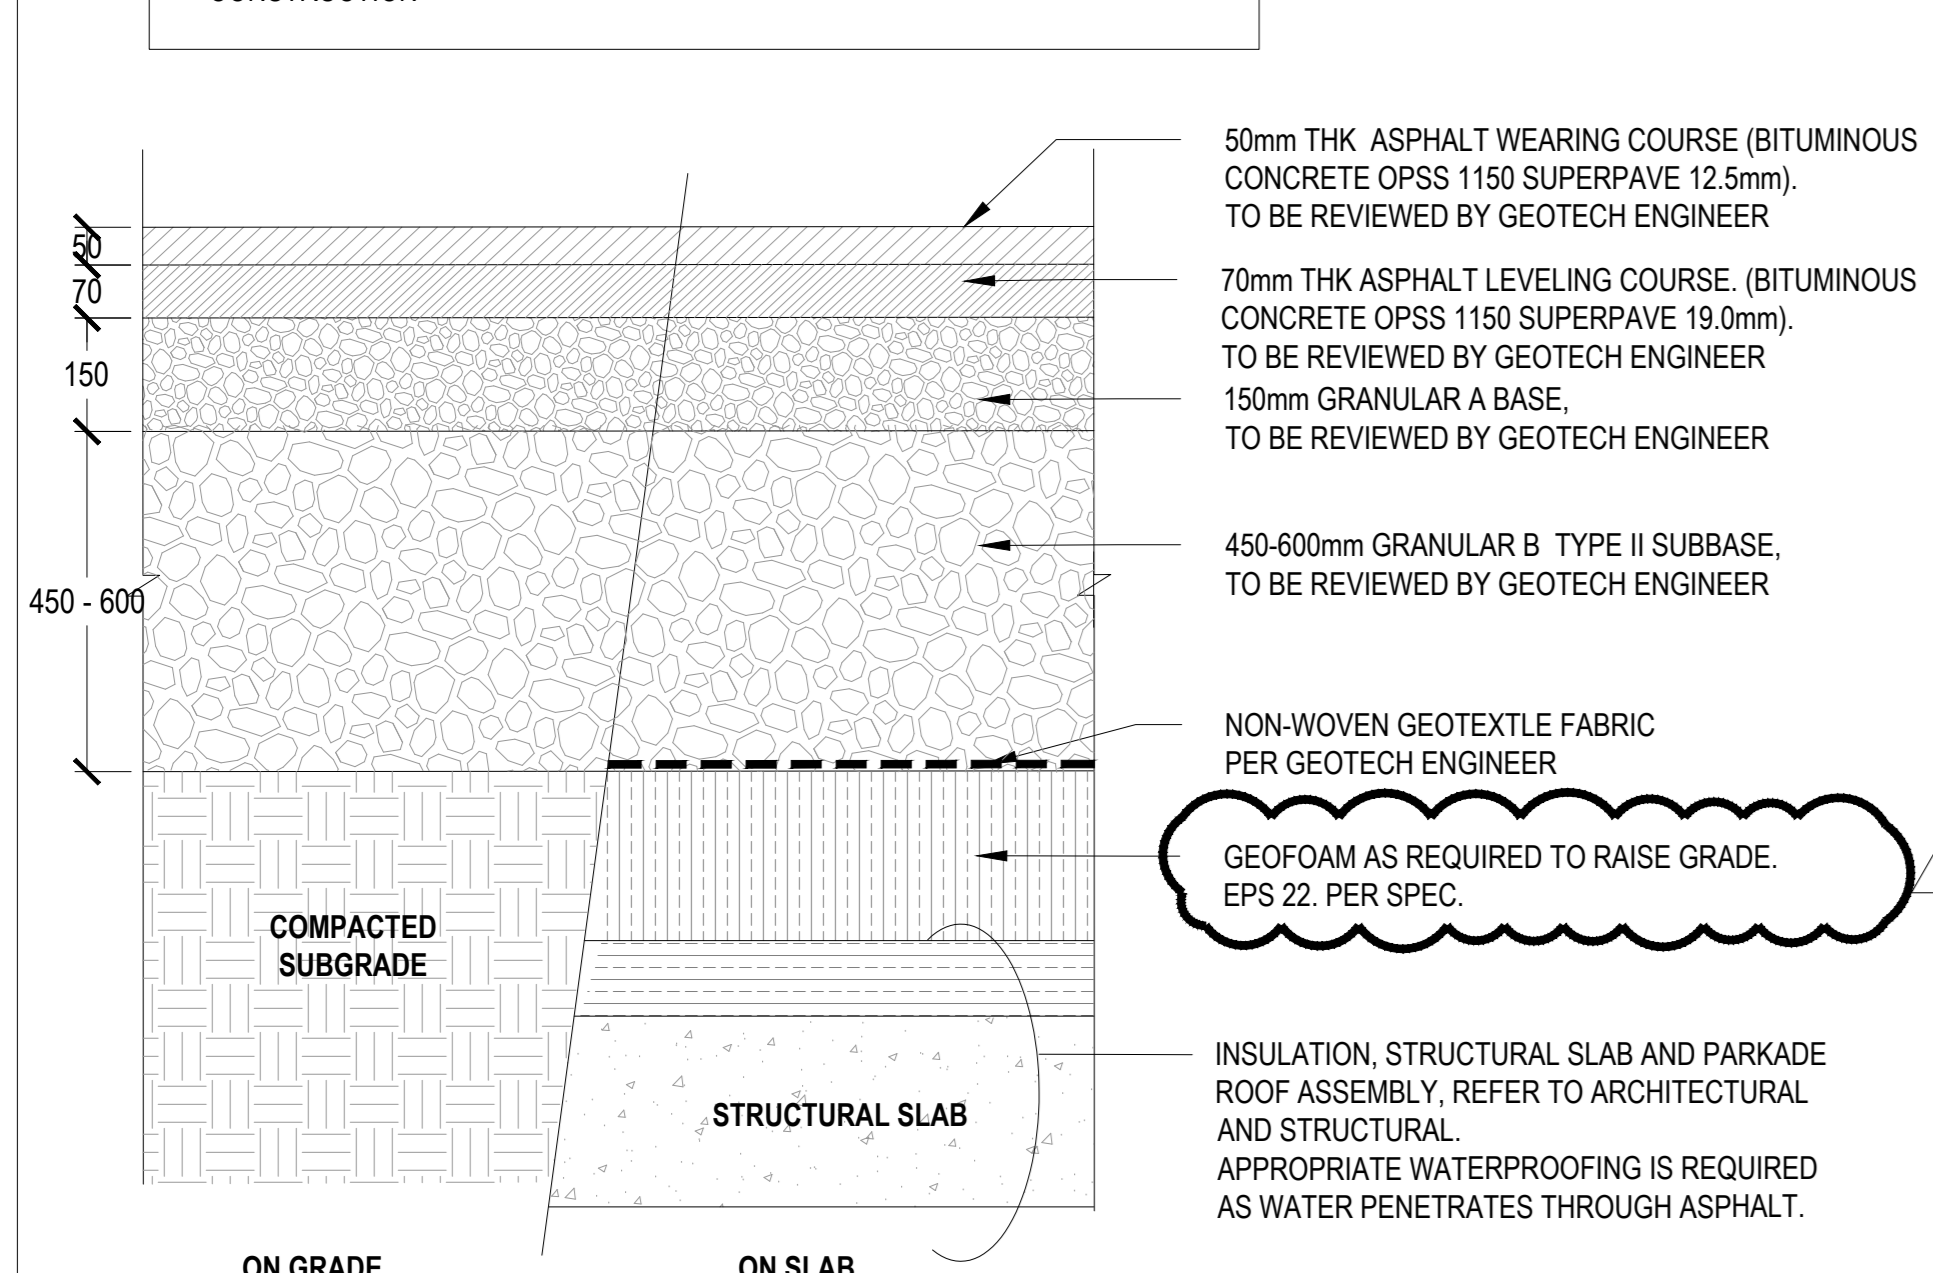 50
70
150
450 - 600
50mm THK ASPHALT WEARING COURSE (BITUMINOUS
CONCRETE OPSS 1150 SUPERPAVE 12.5mm).
TO BE REVIEWED BY GEOTECH ENGINEER
70mm THK ASPHALT LEVELING COURSE. (BITUMINOUS
CONCRETE OPSS 1150 SUPERPAVE 19.0mm).
TO BE REVIEWED BY GEOTECH ENGINEER
150mm GRANULAR A BASE,
TO BE REVIEWED BY GEOTECH ENGINEER
450-600mm GRANULAR B TYPE II SUBBASE,
TO BE REVIEWED BY GEOTECH ENGINEER
NON-WOVEN GEOTEXTLE FABRIC
PER GEOTECH ENGINEER
GEOFOAM AS REQUIRED TO RAISE GRADE.
EPS 22. PER SPEC.
COMPACTED
SUBGRADE
STRUCTURAL SLAB
INSULATION, STRUCTURAL SLAB AND PARKADE
ROOF ASSEMBLY, REFER TO ARCHITECTURAL
AND STRUCTURAL.
APPROPRIATE WATERPROOFING IS REQUIRED
AS WATER PENETRATES THROUGH ASPHALT.
ON GRADE
ON SLAB